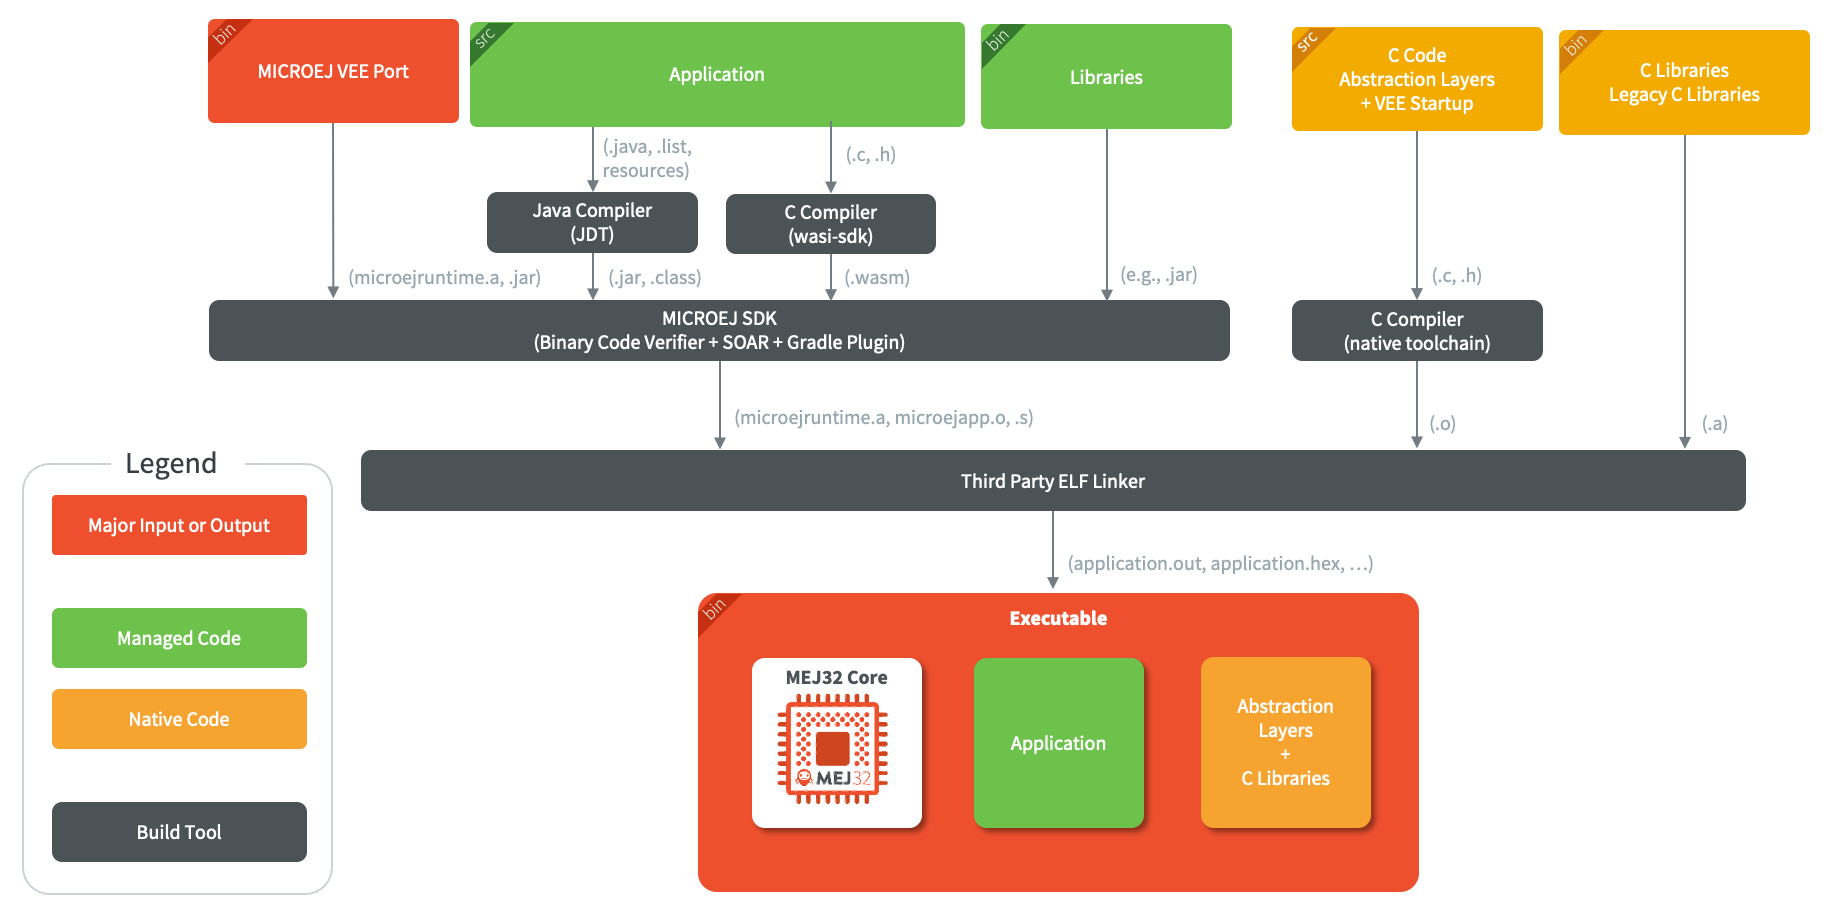 bin
MICROEJ VEE Port
src
Application
bin
Libraries
src
C Code
Abstraction Layers
+ VEE Startup
bin
C Libraries
Legacy C Libraries
(.java, .list,
resources)
(.c, .h)
Java Compiler
(JDT)
C Compiler
(wasi-sdk)
(microejruntime.a, .jar)
(.jar, .class)
(.wasm)
(e.g., .jar)
(.c, .h)
MICROEJ SDK
(Binary Code Verifier + SOAR + Gradle Plugin)
C Compiler
(native toolchain)
(microejruntime.a, microejapp.o, .s)
(.o)
(.a)
Third Party ELF Linker
(application.out, application.hex, ...)
bin
Executable
MEJ32 Core
MEJ32
Application
Abstraction
Layers
+
C Libraries
Legend
Major Input or Output
Managed Code
Native Code
Build Tool